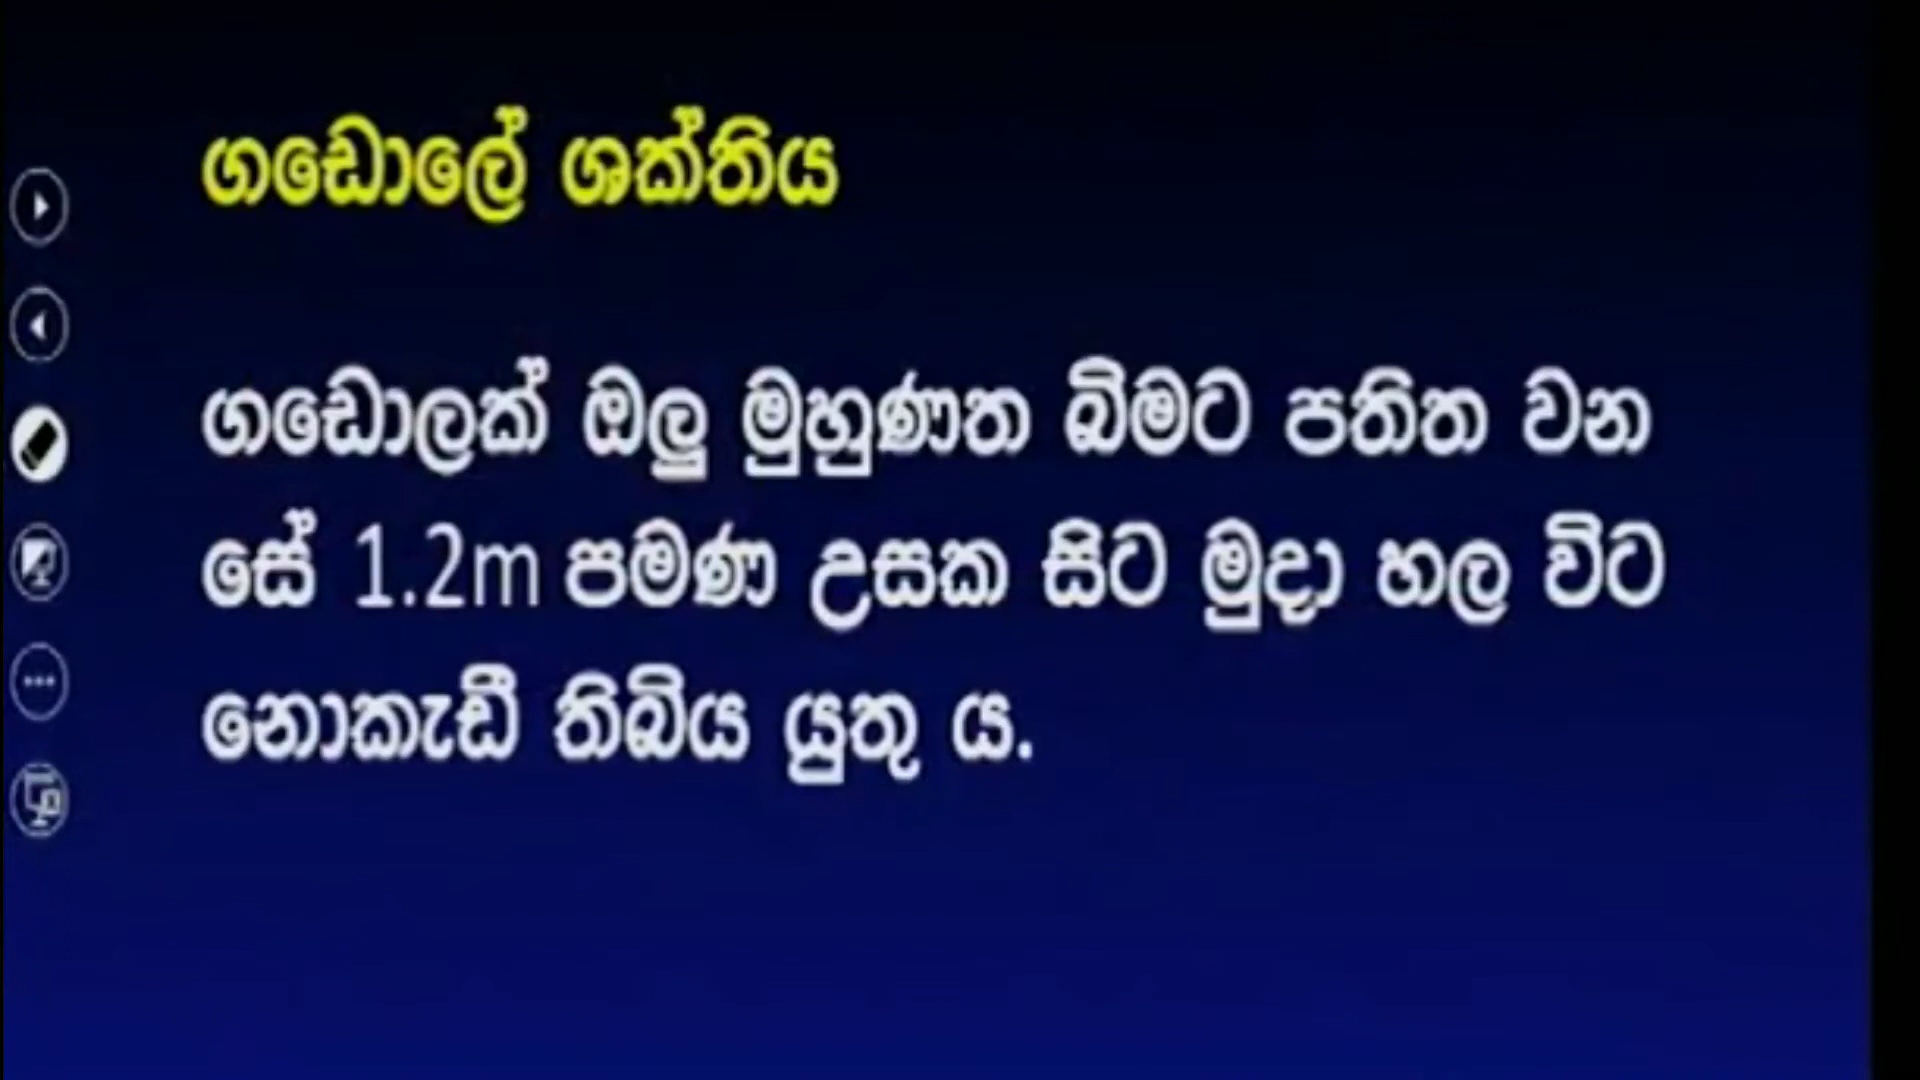 ගඩොලේ ශක්තිය
ගඩොලක් ඔලු මුහුණත බිමට පතිත වන
සේ 1.2m පමණ උසක සිට මුදා හල විට
නොකැඩී තිබිය යුතු ය.